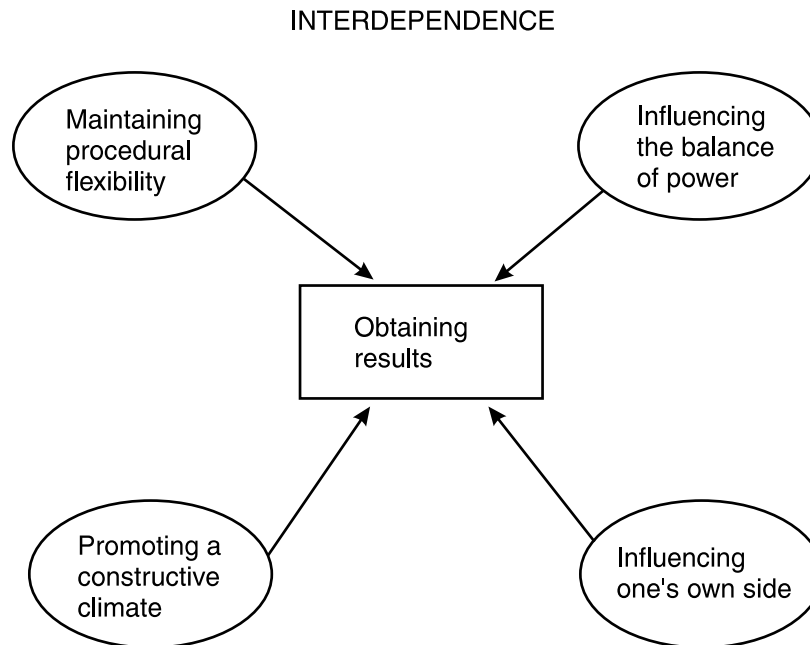 INTERDEPENDENCE
Maintaining
procedural
flexibility
Influencing
the balance
of power
Obtaining
results
Promoting a
constructive
climate
Influencing
one's own side